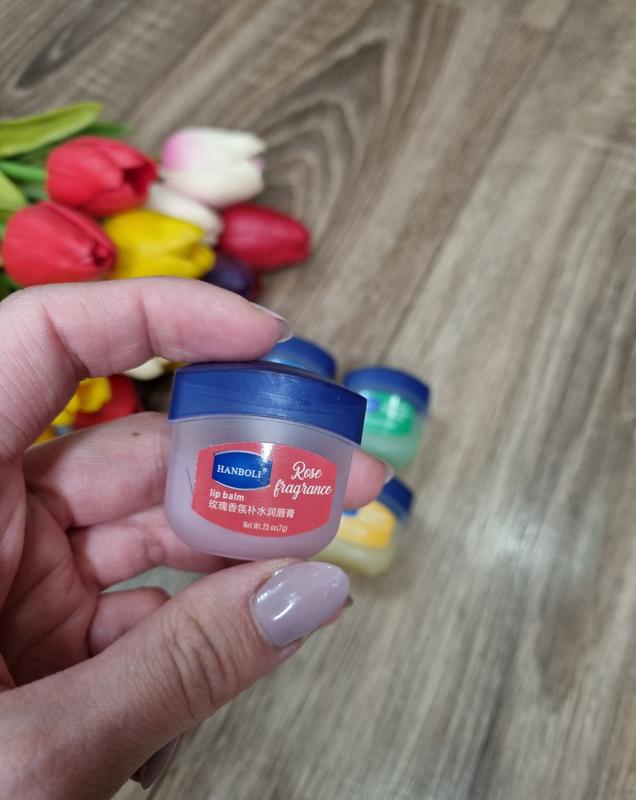 HANBOLI®
Rose
fragrance
lip balm
玫瑰香氛补水润唇膏
Net Wt.25 oz(7g)